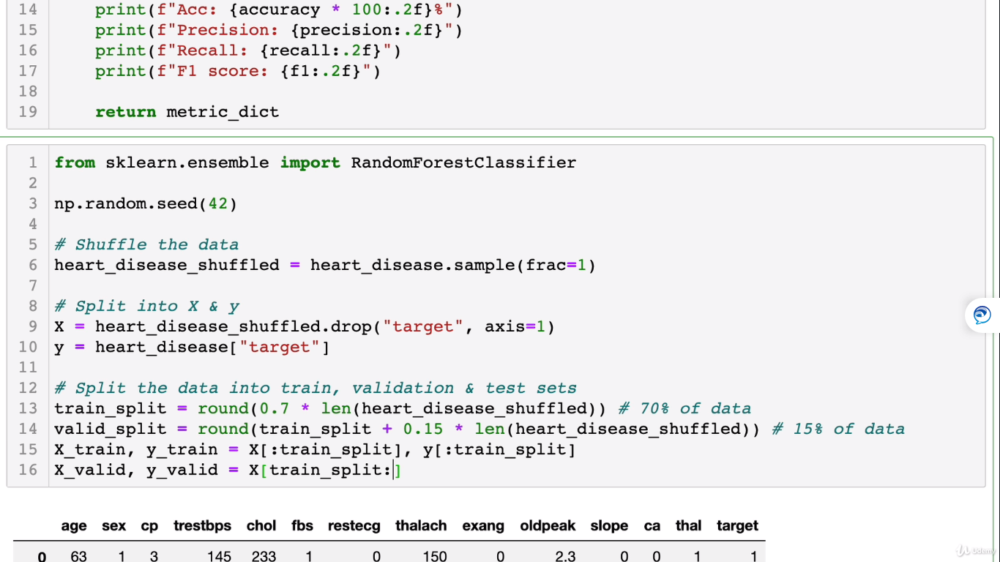 14 print(f"Acc: {accuracy * 100:.2f}%")
15 print(f"Precision: {precision:.2f}")
16 print(f"Recall: {recall:.2f}")
17 print(f"F1 score: {f1:.2f}")
18
19 return metric_dict
1 from sklearn.ensemble import RandomForestClassifier
2
3 np.random.seed(42)
4
5 # Shuffle the data
6 heart_disease_shuffled = heart_disease.sample(frac=1)
7
8 # Split into X & y
9 X = heart_disease_shuffled.drop("target", axis=1)
10 y = heart_disease["target"]
11
12 # Split the data into train, validation & test sets
13 train_split = round(0.7 * len(heart_disease_shuffled)) # 70% of data
14 valid_split = round(train_split + 0.15 * len(heart_disease_shuffled)) # 15% of data
15 X_train, y_train = X[:train_split], y[:train_split]
16 X_valid, y_valid = X[train_split:]
age sex cp trestbps chol fbs restecg thalach exang oldpeak slope ca thal target
0 63 1 3 145 233 1 0 150 0 2.3 0 0 1 1
Udemy